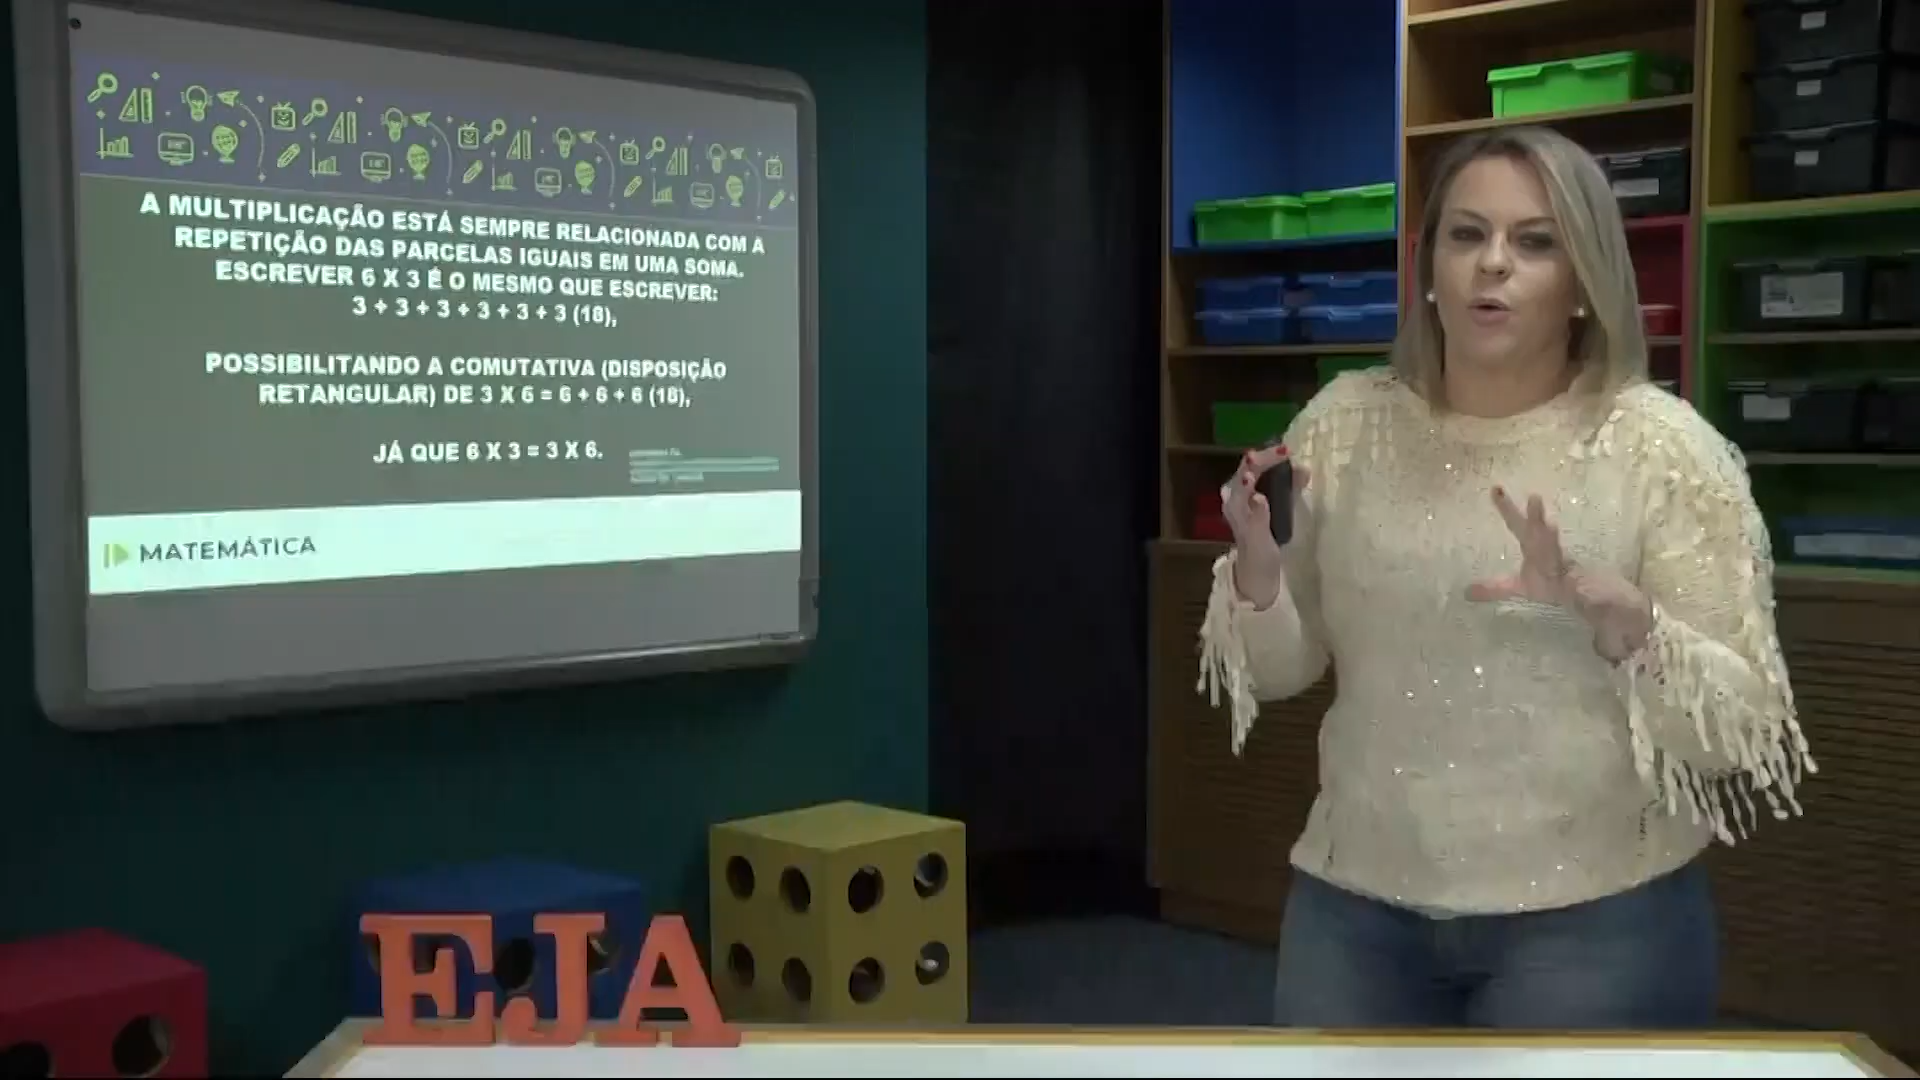 A MULTIPLICAÇÃO ESTÁ SEMPRE RELACIONADA COM A
REPETIÇÃO DAS PARCELAS IGUAIS EM UMA SOMA.
ESCREVER 6 X 3 É O MESMO QUE ESCREVER:
3 + 3 + 3 + 3 + 3 + 3 (18),
POSSIBILITANDO A COMUTATIVA (DISPOSIÇÃO
RETANGULAR) DE 3 X 6 = 6 + 6 + 6 (18),
JÁ QUE 6 X 3 = 3 X 6.
MATEMÁTICA
EJA